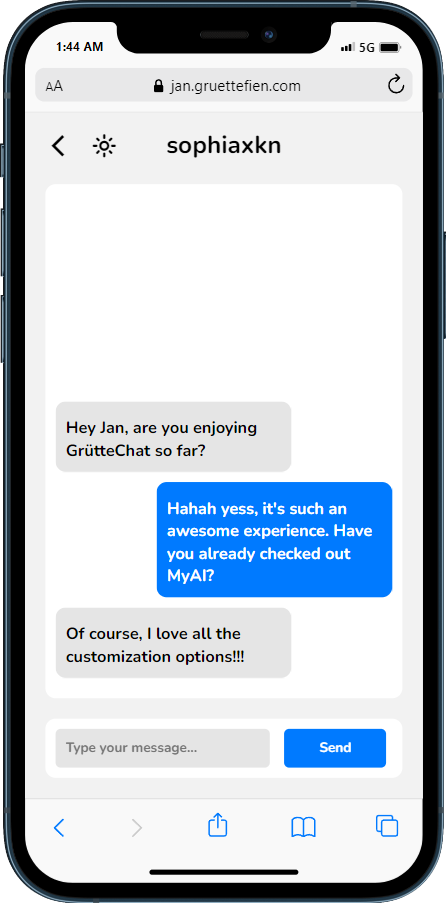 1:44 AM 5G
AA jan.gruettefien.com
sophiaxkn
Hey Jan, are you enjoying
GrütteChat so far?
Hahah yess, it's such an
awesome experience. Have
you already checked out
MyAI?
Of course, I love all the
customization options!!!
Type your message... Send